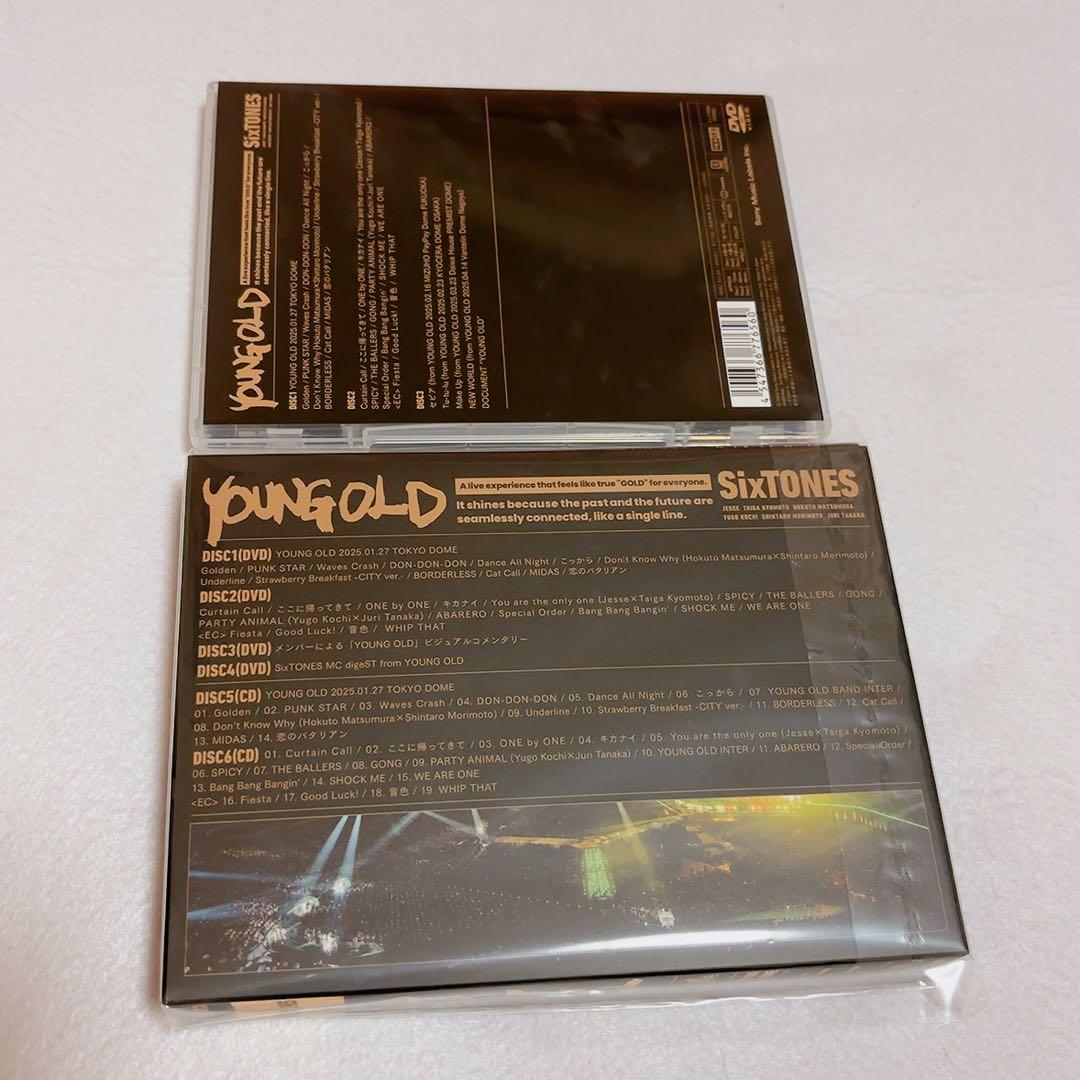 YOUNG OLD
A live experience that feels like true "GOLD" for everyone.
It shines because the past and the future are
seamlessly connected, like a single line.
SixTONES
DISC1 YOUNG OLD 2025.01.27 TOKYO DOME
Golden / PUNK STAR / Waves Crash / DON-DON-DON / Dance All Night / こっから /
Don't Know Why (Hokuto Matsumura×Shintaro Morimoto) / Underline / Strawberry Breakfast -CITY ver.- /
BORDERLESS / Cat Call / MIDAS / 恋のバタリアン
DISC2
Curtain Call / ここに帰ってきて / ONE by ONE / キカナイ / You are the only one (Jesse×Taiga Kyomoto) /
SPICY / THE BALLERS / GONG / PARTY ANIMAL (Yugo Kochi×Juri Tanaka) / ABARERO /
Special Order / Bang Bang Bangin' / SHOCK ME / WE ARE ONE
<EC> Fiesta / Good Luck! / 音色 / WHIP THAT
DISC3
セピア (from YOUNG OLD 2025.02.16 MIZUHO PayPay Dome FUKUOKA)
Tu-tu-lu (from YOUNG OLD 2025.02.23 KYOCERA DOME OSAKA)
Make Up (from YOUNG OLD 2025.03.23 Daiwa House PREMIST DOME)
NEW WORLD (from YOUNG OLD 2025.04.14 Vantelin Dome Nagoya)
DOCUMENT "YOUNG OLD"
DVD
VIDEO
Sony Music Labels Inc.
4 547366 776560
YOUNG OLD
A live experience that feels like true "GOLD" for everyone.
It shines because the past and the future are
seamlessly connected, like a single line.
SixTONES
JESSE TAIGA KYOMOTO HOKUTO MATSUMURA
YUGO KOCHI SHINTARO MORIMOTO JURI TANAKA
DISC1(DVD) YOUNG OLD 2025.01.27 TOKYO DOME
Golden / PUNK STAR / Waves Crash / DON-DON-DON / Dance All Night / こっから / Don't Know Why (Hokuto Matsumura×Shintaro Morimoto) /
Underline / Strawberry Breakfast -CITY ver.- / BORDERLESS / Cat Call / MIDAS / 恋のバタリアン
DISC2(DVD)
Curtain Call / ここに帰ってきて / ONE by ONE / キカナイ / You are the only one (Jesse×Taiga Kyomoto) / SPICY / THE BALLERS / GONG /
PARTY ANIMAL (Yugo Kochi×Juri Tanaka) / ABARERO / Special Order / Bang Bang Bangin' / SHOCK ME / WE ARE ONE
<EC> Fiesta / Good Luck! / 音色 / WHIP THAT
DISC3(DVD) メンバーによる「YOUNG OLD」ビジュアルコメンタリー
DISC4(DVD) SixTONES MC digeST from YOUNG OLD
DISC5(CD) YOUNG OLD 2025.01.27 TOKYO DOME
01. Golden / 02. PUNK STAR / 03. Waves Crash / 04. DON-DON-DON / 05. Dance All Night / 06. こっから / 07 YOUNG OLD BAND INTER /
08. Don't Know Why (Hokuto Matsumura×Shintaro Morimoto) / 09. Underline / 10. Strawberry Breakfast -CITY ver.- / 11. BORDERLESS / 12. Cat Call /
13. MIDAS / 14. 恋のバタリアン
DISC6(CD) 01. Curtain Call / 02. ここに帰ってきて / 03. ONE by ONE / 04. キカナイ / 05. You are the only one (Jesse×Taiga Kyomoto) /
06. SPICY / 07. THE BALLERS / 08. GONG / 09. PARTY ANIMAL (Yugo Kochi×Juri Tanaka) / 10. YOUNG OLD INTER / 11. ABARERO / 12. Special Order /
13. Bang Bang Bangin' / 14. SHOCK ME / 15. WE ARE ONE
<EC> 16. Fiesta / 17. Good Luck! / 18. 音色 / 19. WHIP THAT